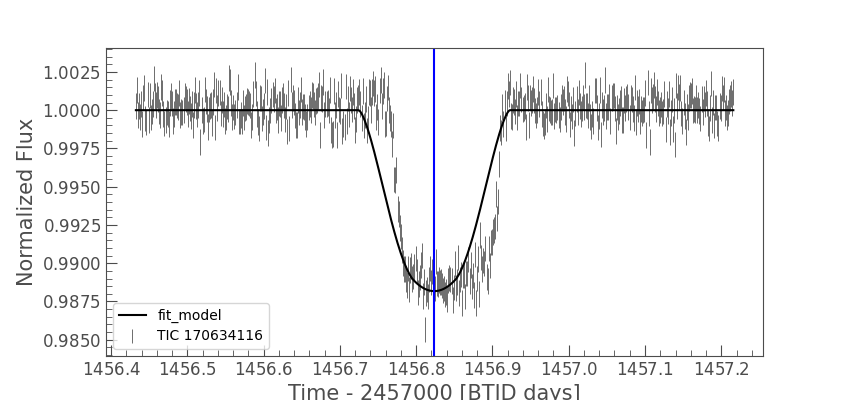 Normalized Flux
1.0025
1.0000
0.9975
0.9950
0.9925
0.9900
0.9875
0.9850
fit_model
TIC 170634116
1456.4 1456.5 1456.6 1456.7 1456.8 1456.9 1457.0 1457.1 1457.2
Time - 2457000 [BTJD days]